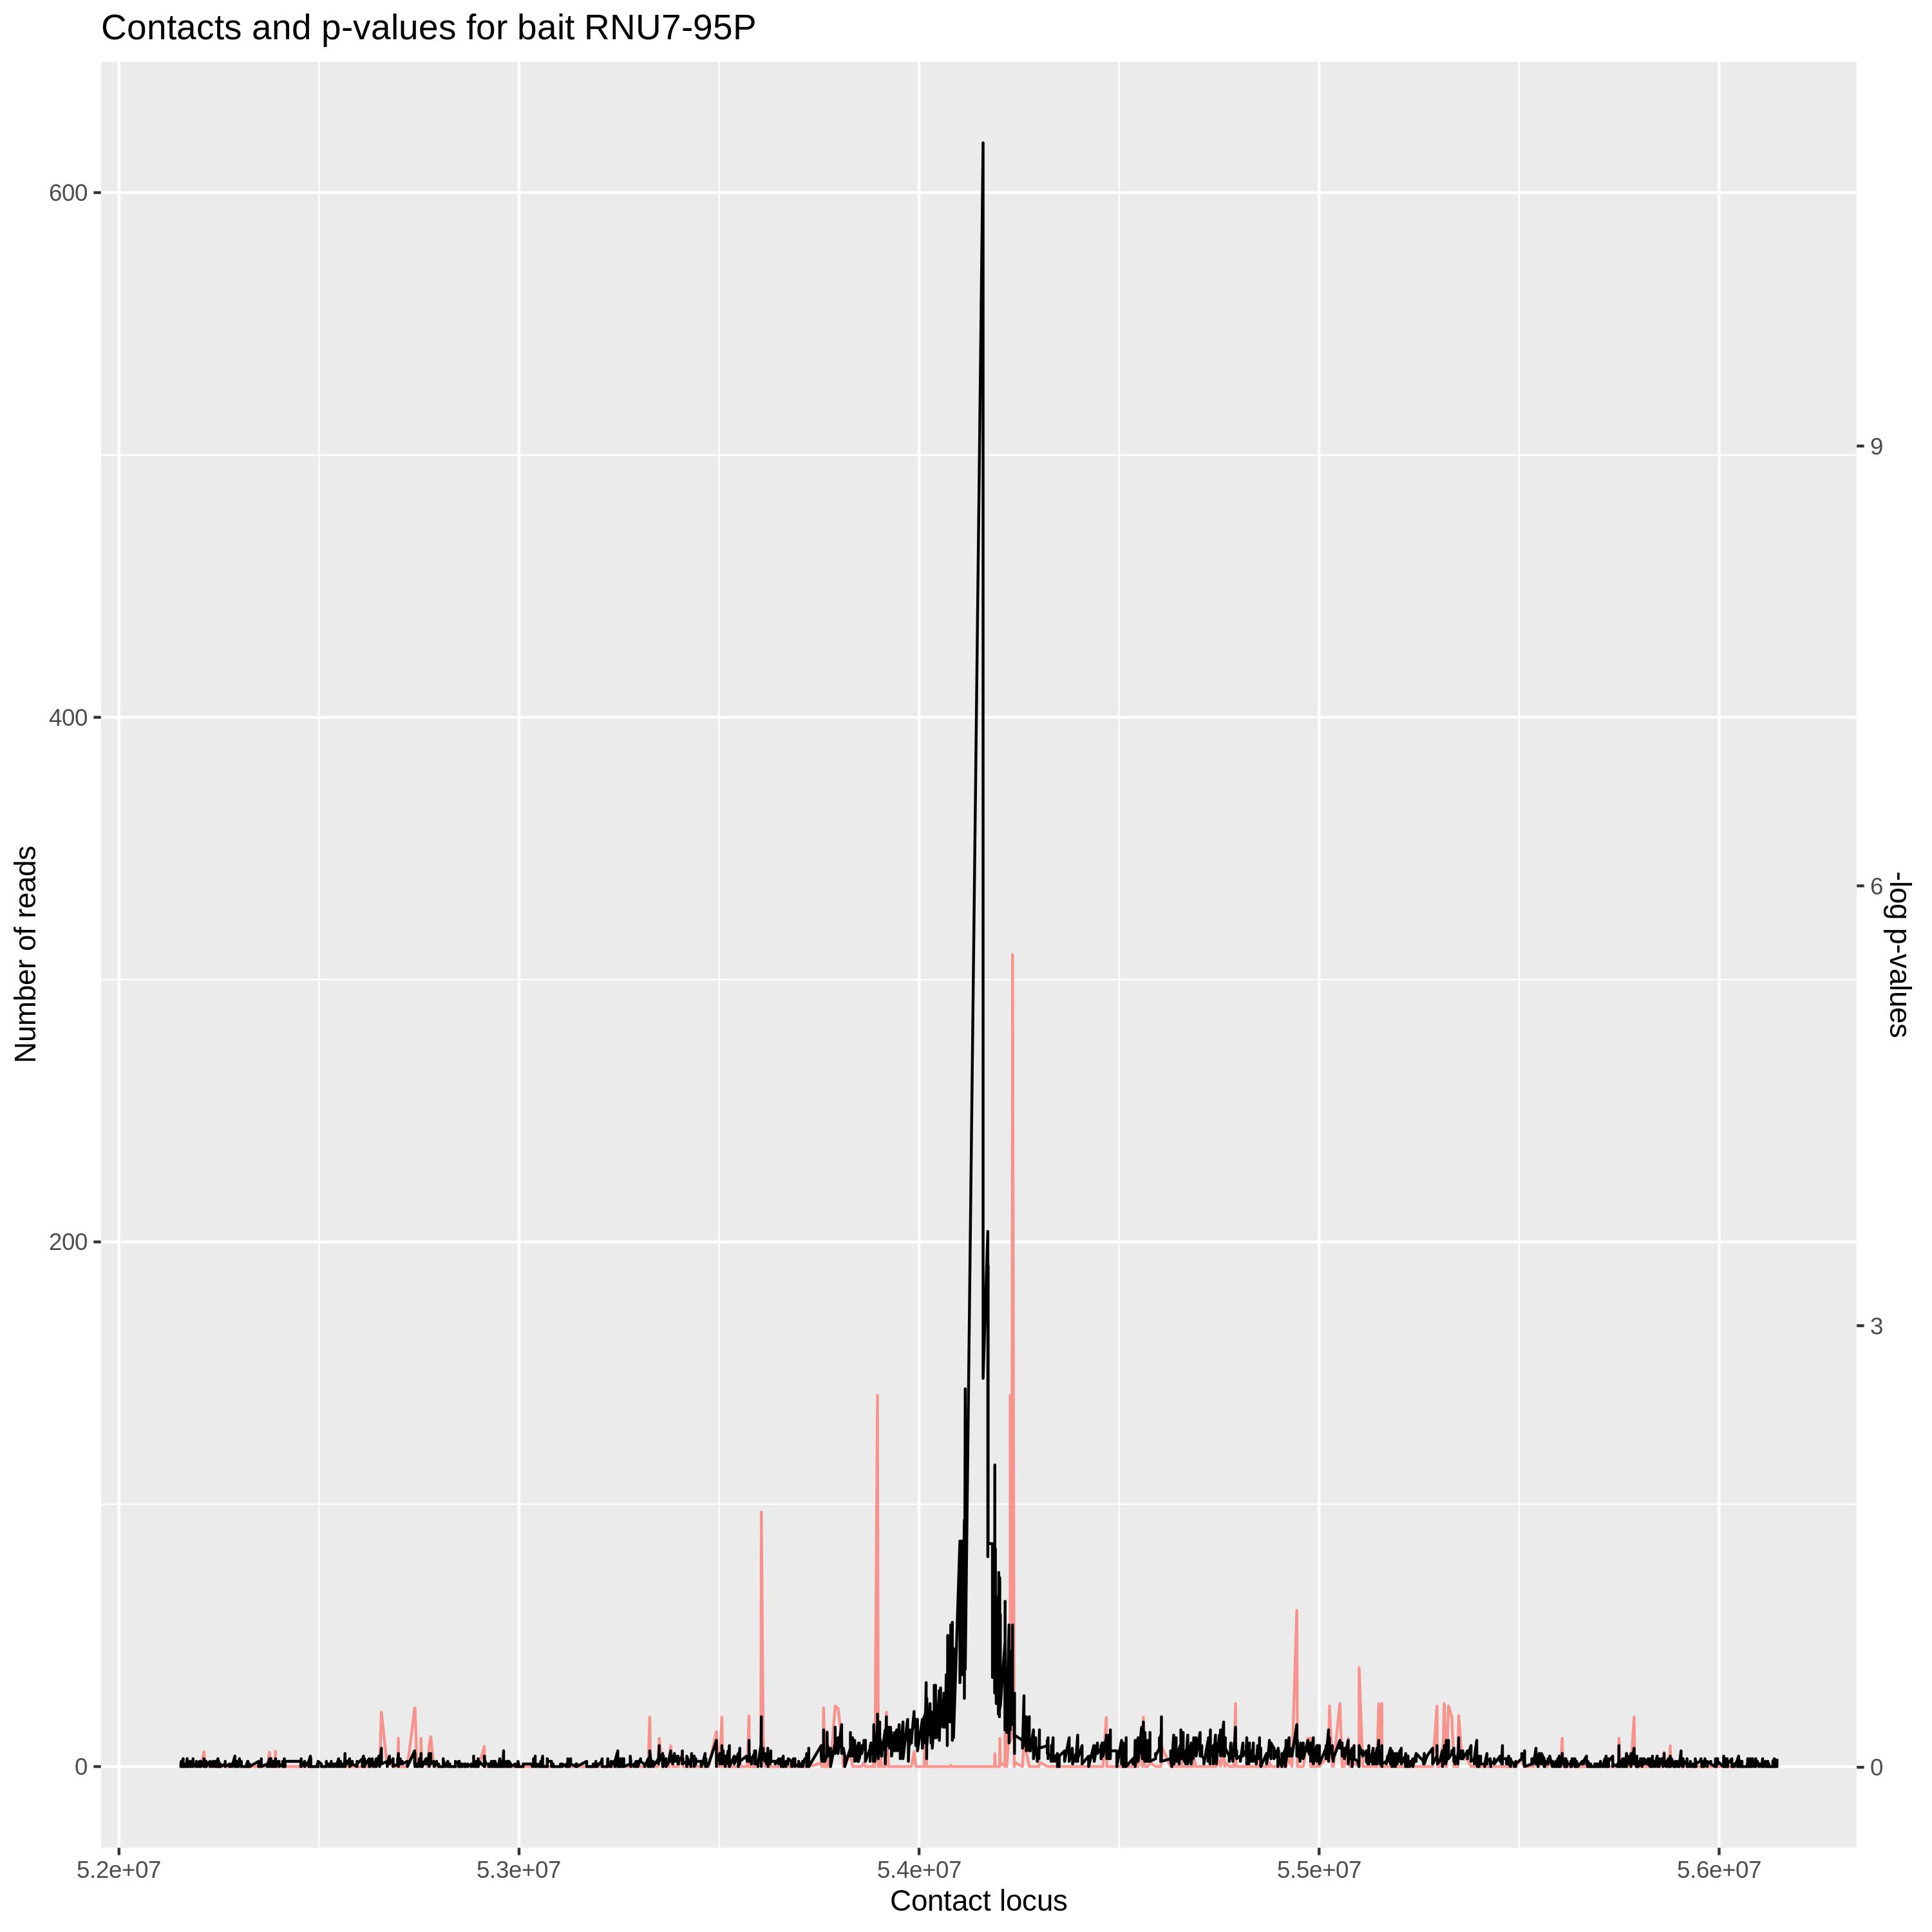 Contacts and p-values for bait RNU7-95P
600
400
200
0
Number of reads
9
6
3
0
-log p-values
5.2e+07 5.3e+07 5.4e+07 5.5e+07 5.6e+07
Contact locus